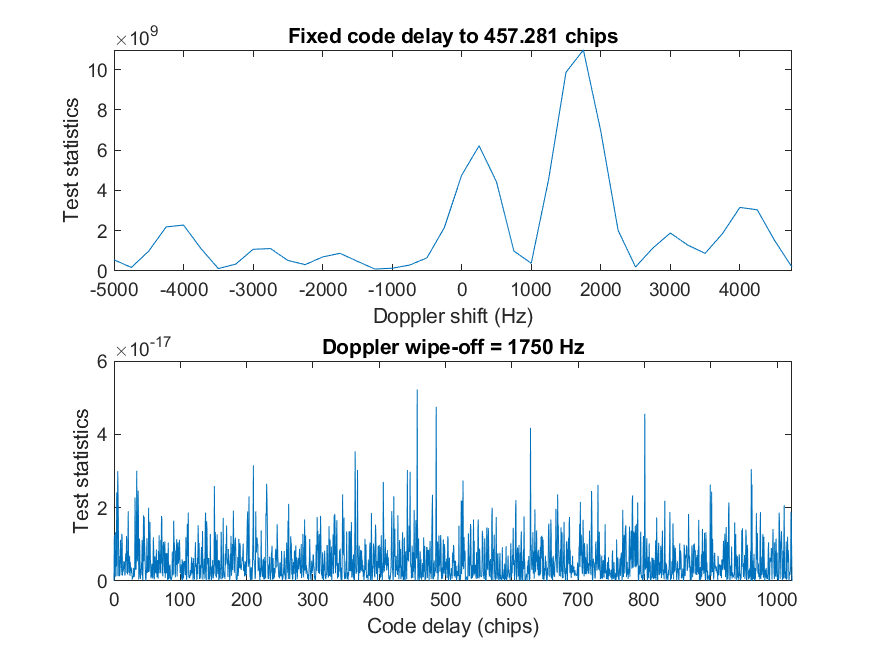 ×10^9
Fixed code delay to 457.281 chips
Test statistics
10
8
6
4
2
0
-5000 -4000 -3000 -2000 -1000 0 1000 2000 3000 4000
Doppler shift (Hz)
×10^-17
Doppler wipe-off = 1750 Hz
Test statistics
6
4
2
0
0 100 200 300 400 500 600 700 800 900 1000
Code delay (chips)